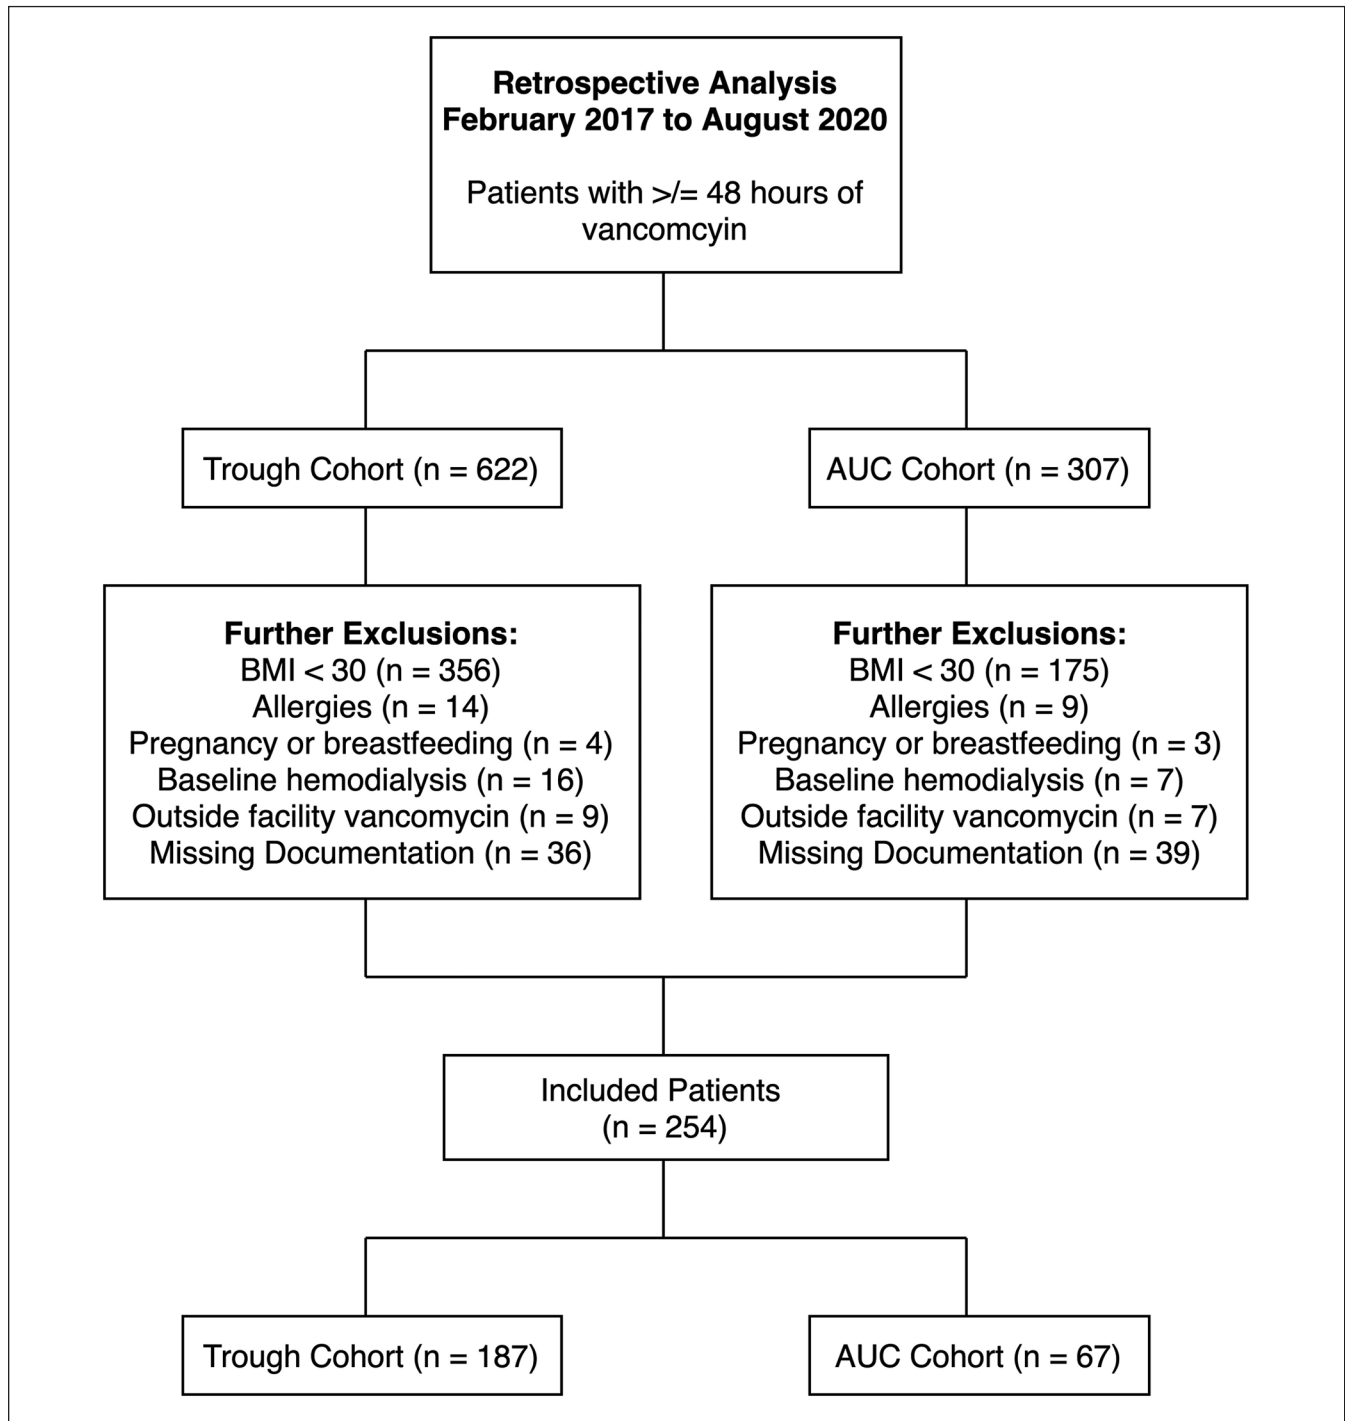 Retrospective Analysis
February 2017 to August 2020
Patients with >/= 48 hours of
vancomcyin
Trough Cohort (n = 622)
AUC Cohort (n = 307)
Further Exclusions:
BMI < 30 (n = 356)
Allergies (n = 14)
Pregnancy or breastfeeding (n = 4)
Baseline hemodialysis (n = 16)
Outside facility vancomycin (n = 9)
Missing Documentation (n = 36)
Further Exclusions:
BMI < 30 (n = 175)
Allergies (n = 9)
Pregnancy or breastfeeding (n = 3)
Baseline hemodialysis (n = 7)
Outside facility vancomycin (n = 7)
Missing Documentation (n = 39)
Included Patients
(n = 254)
Trough Cohort (n = 187)
AUC Cohort (n = 67)